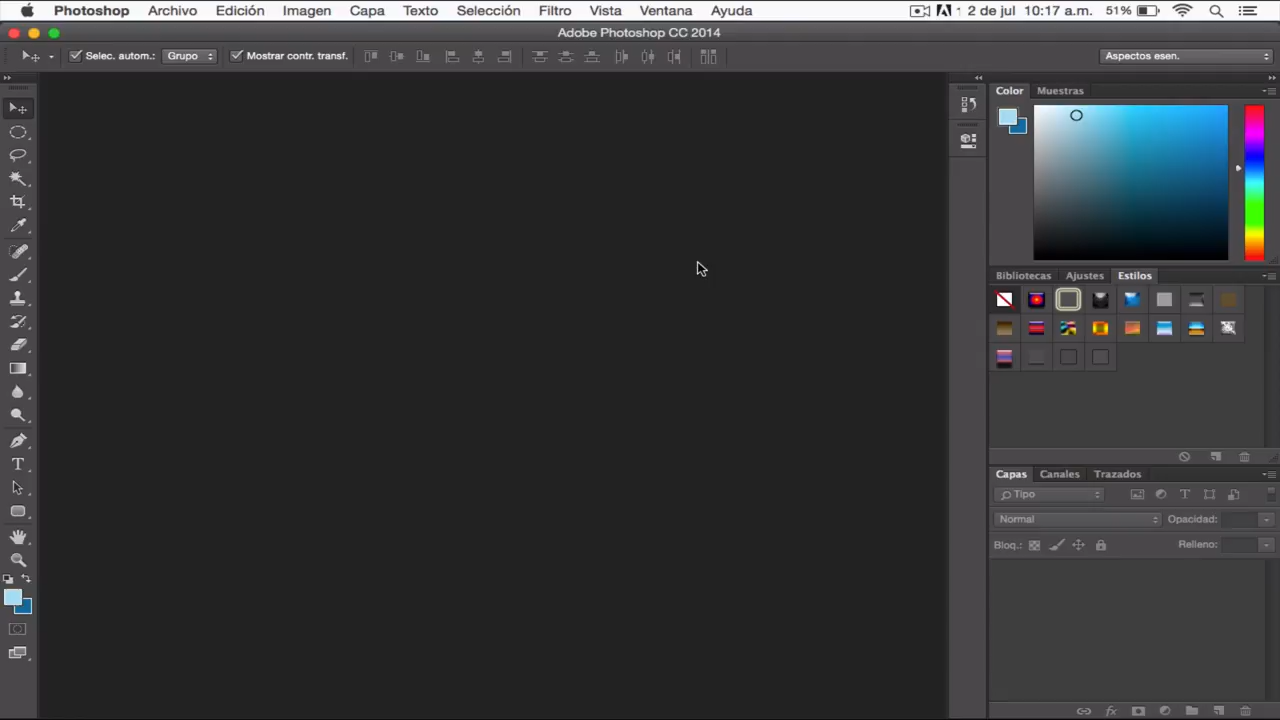 Photoshop Archivo Edición Imagen Capa Texto Selección Filtro Vista Ventana Ayuda 1 2 de jul 10:17 a.m. 51%
Adobe Photoshop CC 2014
Selec. autom.: Grupo Mostrar contr. transf. Aspectos esen.
Color Muestras
Bibliotecas Ajustes Estilos
Capas Canales Trazados
Tipo
Normal Opacidad:
Bloq.: Relleno: